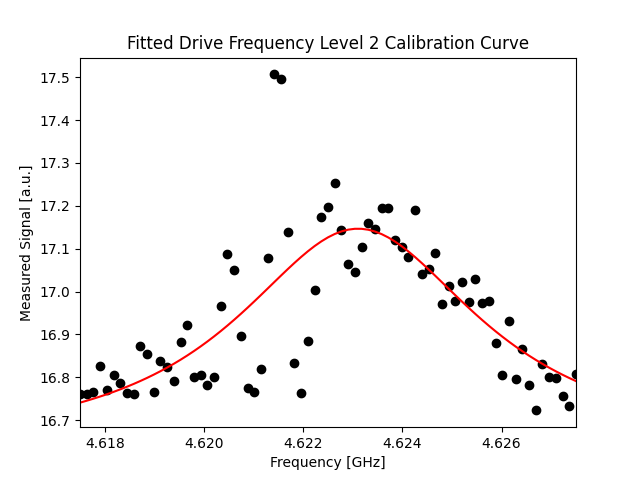 Fitted Drive Frequency Level 2 Calibration Curve
17.5
17.4
17.3
17.2
17.1
17.0
16.9
16.8
16.7
Measured Signal [a.u.]
4.618 4.620 4.622 4.624 4.626
Frequency [GHz]